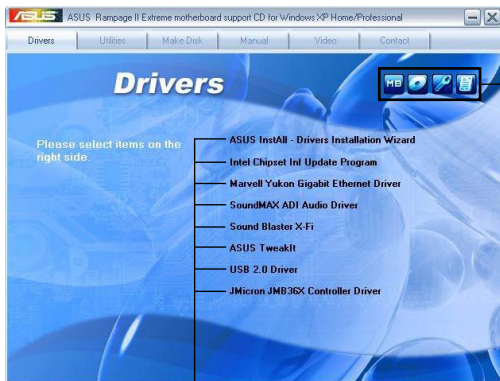 ASUS Rampage II Extreme motherboard support CD for Windows XP Home/Professional
Drivers
Utilities
Make Disk
Manual
Video
Contact
Drivers
MB
Please select items on the
right side.
ASUS InstAll - Drivers Installation Wizard
Intel Chipset Inf Update Program
Marvell Yukon Gigabit Ethernet Driver
SoundMAX ADI Audio Driver
Sound Blaster X-Fi
ASUS TweakIt
USB 2.0 Driver
JMicron JMB36X Controller Driver